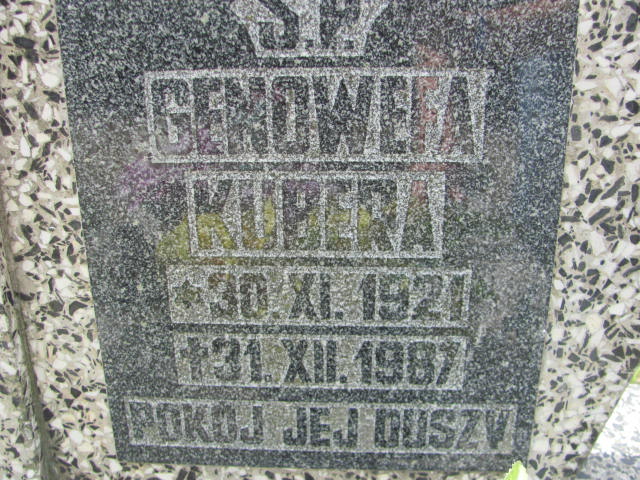 Ś.P.
GENOWEFA
KUBERA
*30.XI.1921
†31.XII.1987
POKÓJ JEJ DUSZY